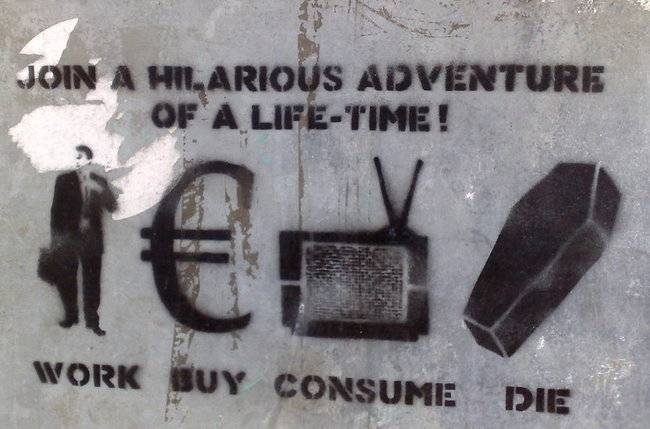 JOIN A HILARIOUS ADVENTURE
OF A LIFE-TIME!
€
WORK BUY CONSUME DIE